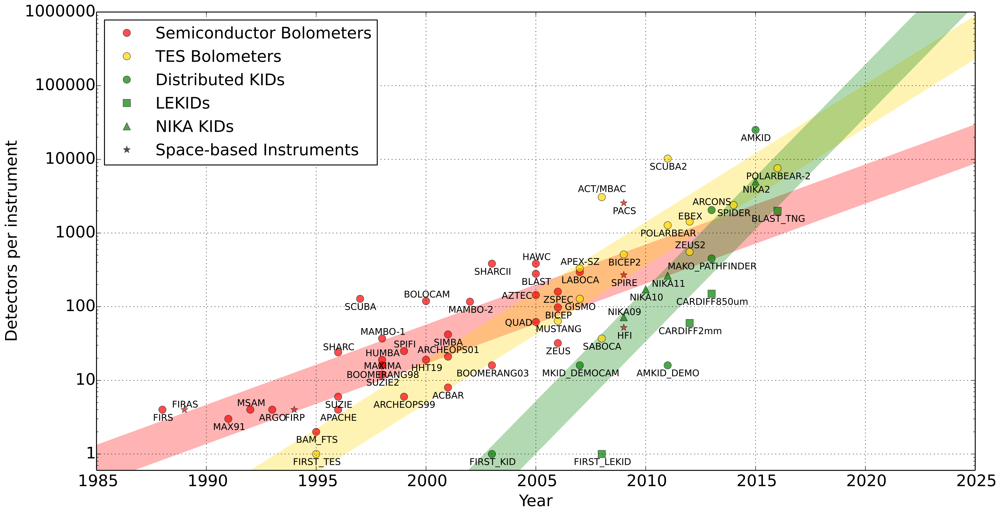 1000000
100000
10000
1000
100
10
1
Detectors per instrument
Semiconductor Bolometers
TES Bolometers
Distributed KIDs
LEKIDs
NIKA KIDs
Space-based Instruments
AMKID
SCUBA2
POLARBEAR-2
ACT/MBAC
NIKA2
ARCONS
PACS
SPIDER
EBEX
BLAST_TNG
POLARBEAR
ZEUS2
HAWC
APEX-SZ
BICEP2
MAKO_PATHFINDER
SHARCII
BLAST
LABOCA
SPIRE
NIKA11
BOLOCAM
AZTEC
ZSPEC
NIKA10
CARDIFF850um
SCUBA
MAMBO-2
GISMO
NIKA09
BICEP
QUAD
MUSTANG
MAMBO-1
CARDIFF2mm
HFI
SHARC
SPIFI
SIMBA
SABOCA
HUMBA
ARCHEOPS01
ZEUS
MAXIMA
HHT19
BOOMERANG98
BOOMERANG03
MKID_DEMOCAM
AMKID_DEMO
SUZIE2
ACBAR
FIRAS
MSAM
SUZIE
ARCHEOPS99
FIRS
ARGO
FIRP
APACHE
MAX91
BAM_FTS
FIRST_TES
FIRST_KID
FIRST_LEKID
1985 1990 1995 2000 2005 2010 2015 2020 2025
Year